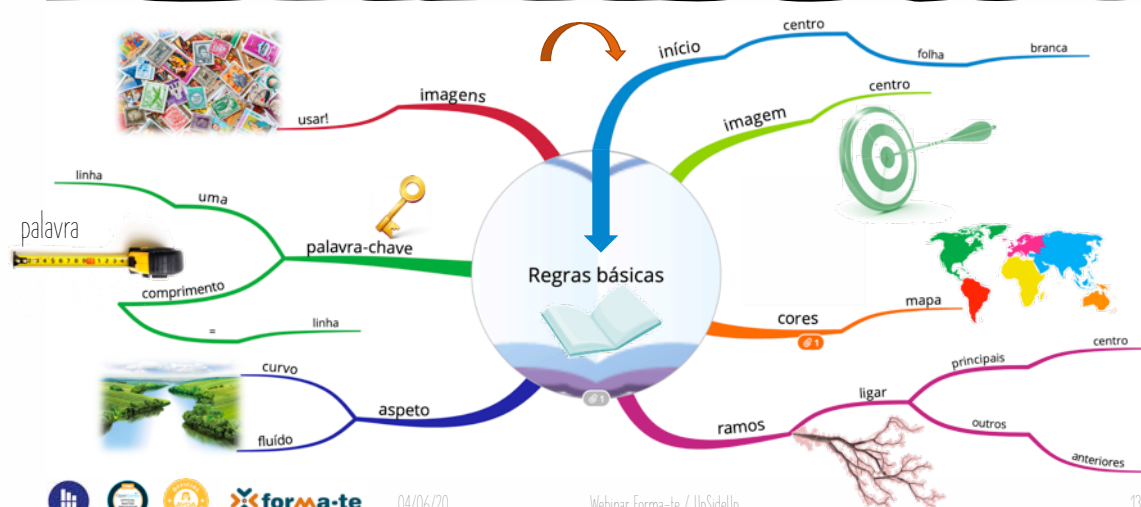 Regras básicas
início
centro
folha
branca
imagem
centro
cores
1
mapa
ramos
ligar
principais
centro
outros
anteriores
aspeto
curvo
fluído
palavra-chave
uma
linha
palavra
comprimento
=
linha
imagens
usar!
1
forma-te
04/06/20
Webinar Forma-te / UpSideUp
13